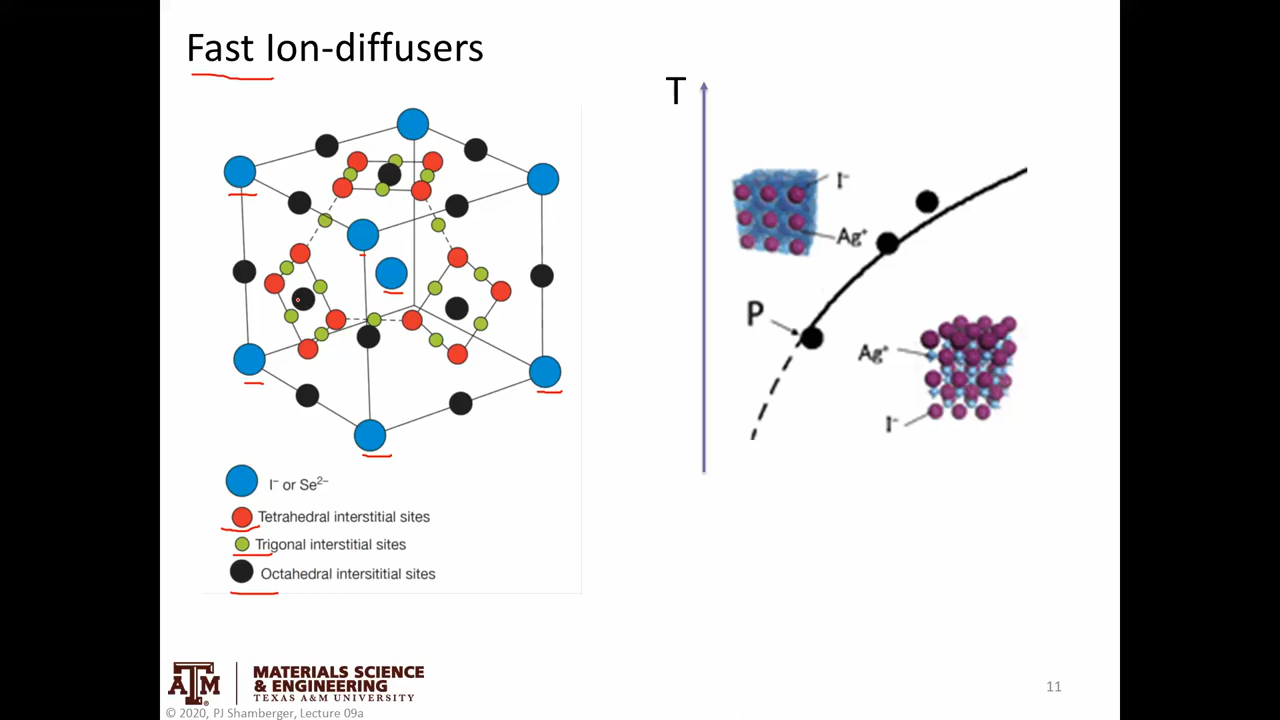 Fast Ion-diffusers
T
I⁻
Ag⁺
P
Ag⁺
I⁻
I⁻ or Se²⁻
Tetrahedral interstitial sites
Trigonal interstitial sites
Octahedral intersititial sites
ATM
MATERIALS SCIENCE
& ENGINEERING
TEXAS A&M UNIVERSITY
© 2020, PJ Shamberger, Lecture 09a
11